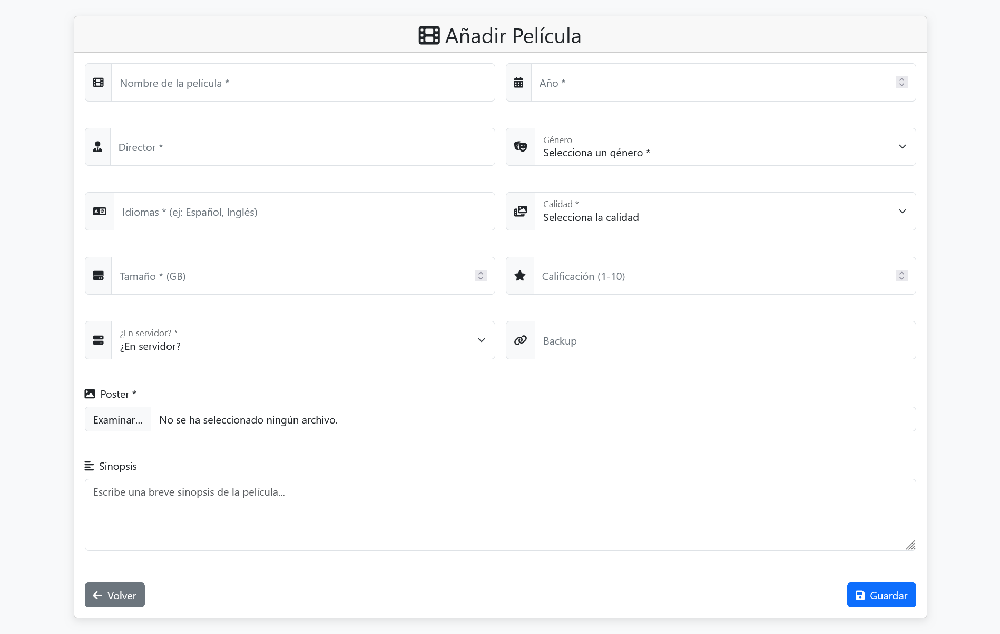 Añadir Película
Nombre de la película *
Año *
Director *
Género
Selecciona un género *
Idiomas * (ej: Español, Inglés)
Calidad *
Selecciona la calidad
Tamaño * (GB)
Calificación (1-10)
¿En servidor? *
¿En servidor?
Backup
Poster *
Examinar... No se ha seleccionado ningún archivo.
Sinopsis
Escribe una breve sinopsis de la película...
Volver
Guardar